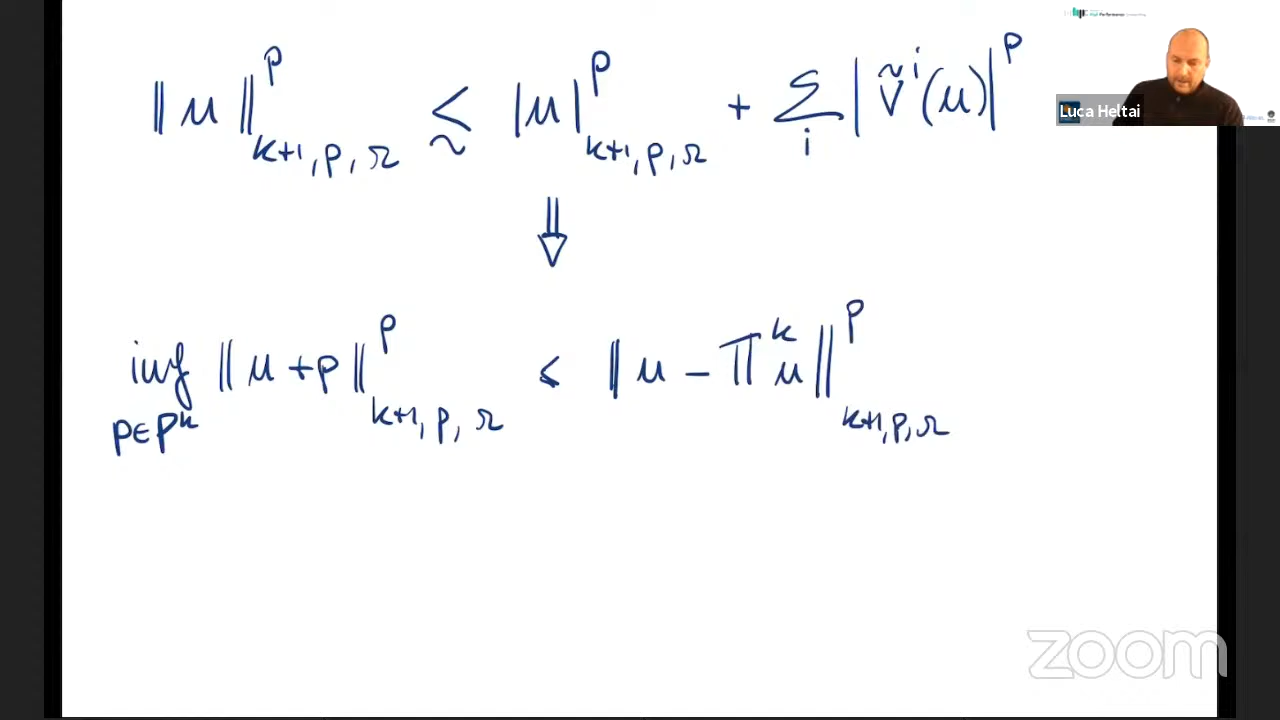 ‖u‖^p_{k+1,p,Ω} ≲ |u|^p_{k+1,p,Ω} + Σ_i |ṽ^i(u)|^p
⇓
inf_{p∈P^k} ‖u+p‖^p_{k+1,p,Ω} ≤ ‖u - Π^k u‖^p_{k+1,p,Ω}
Luca Heltai
zoom